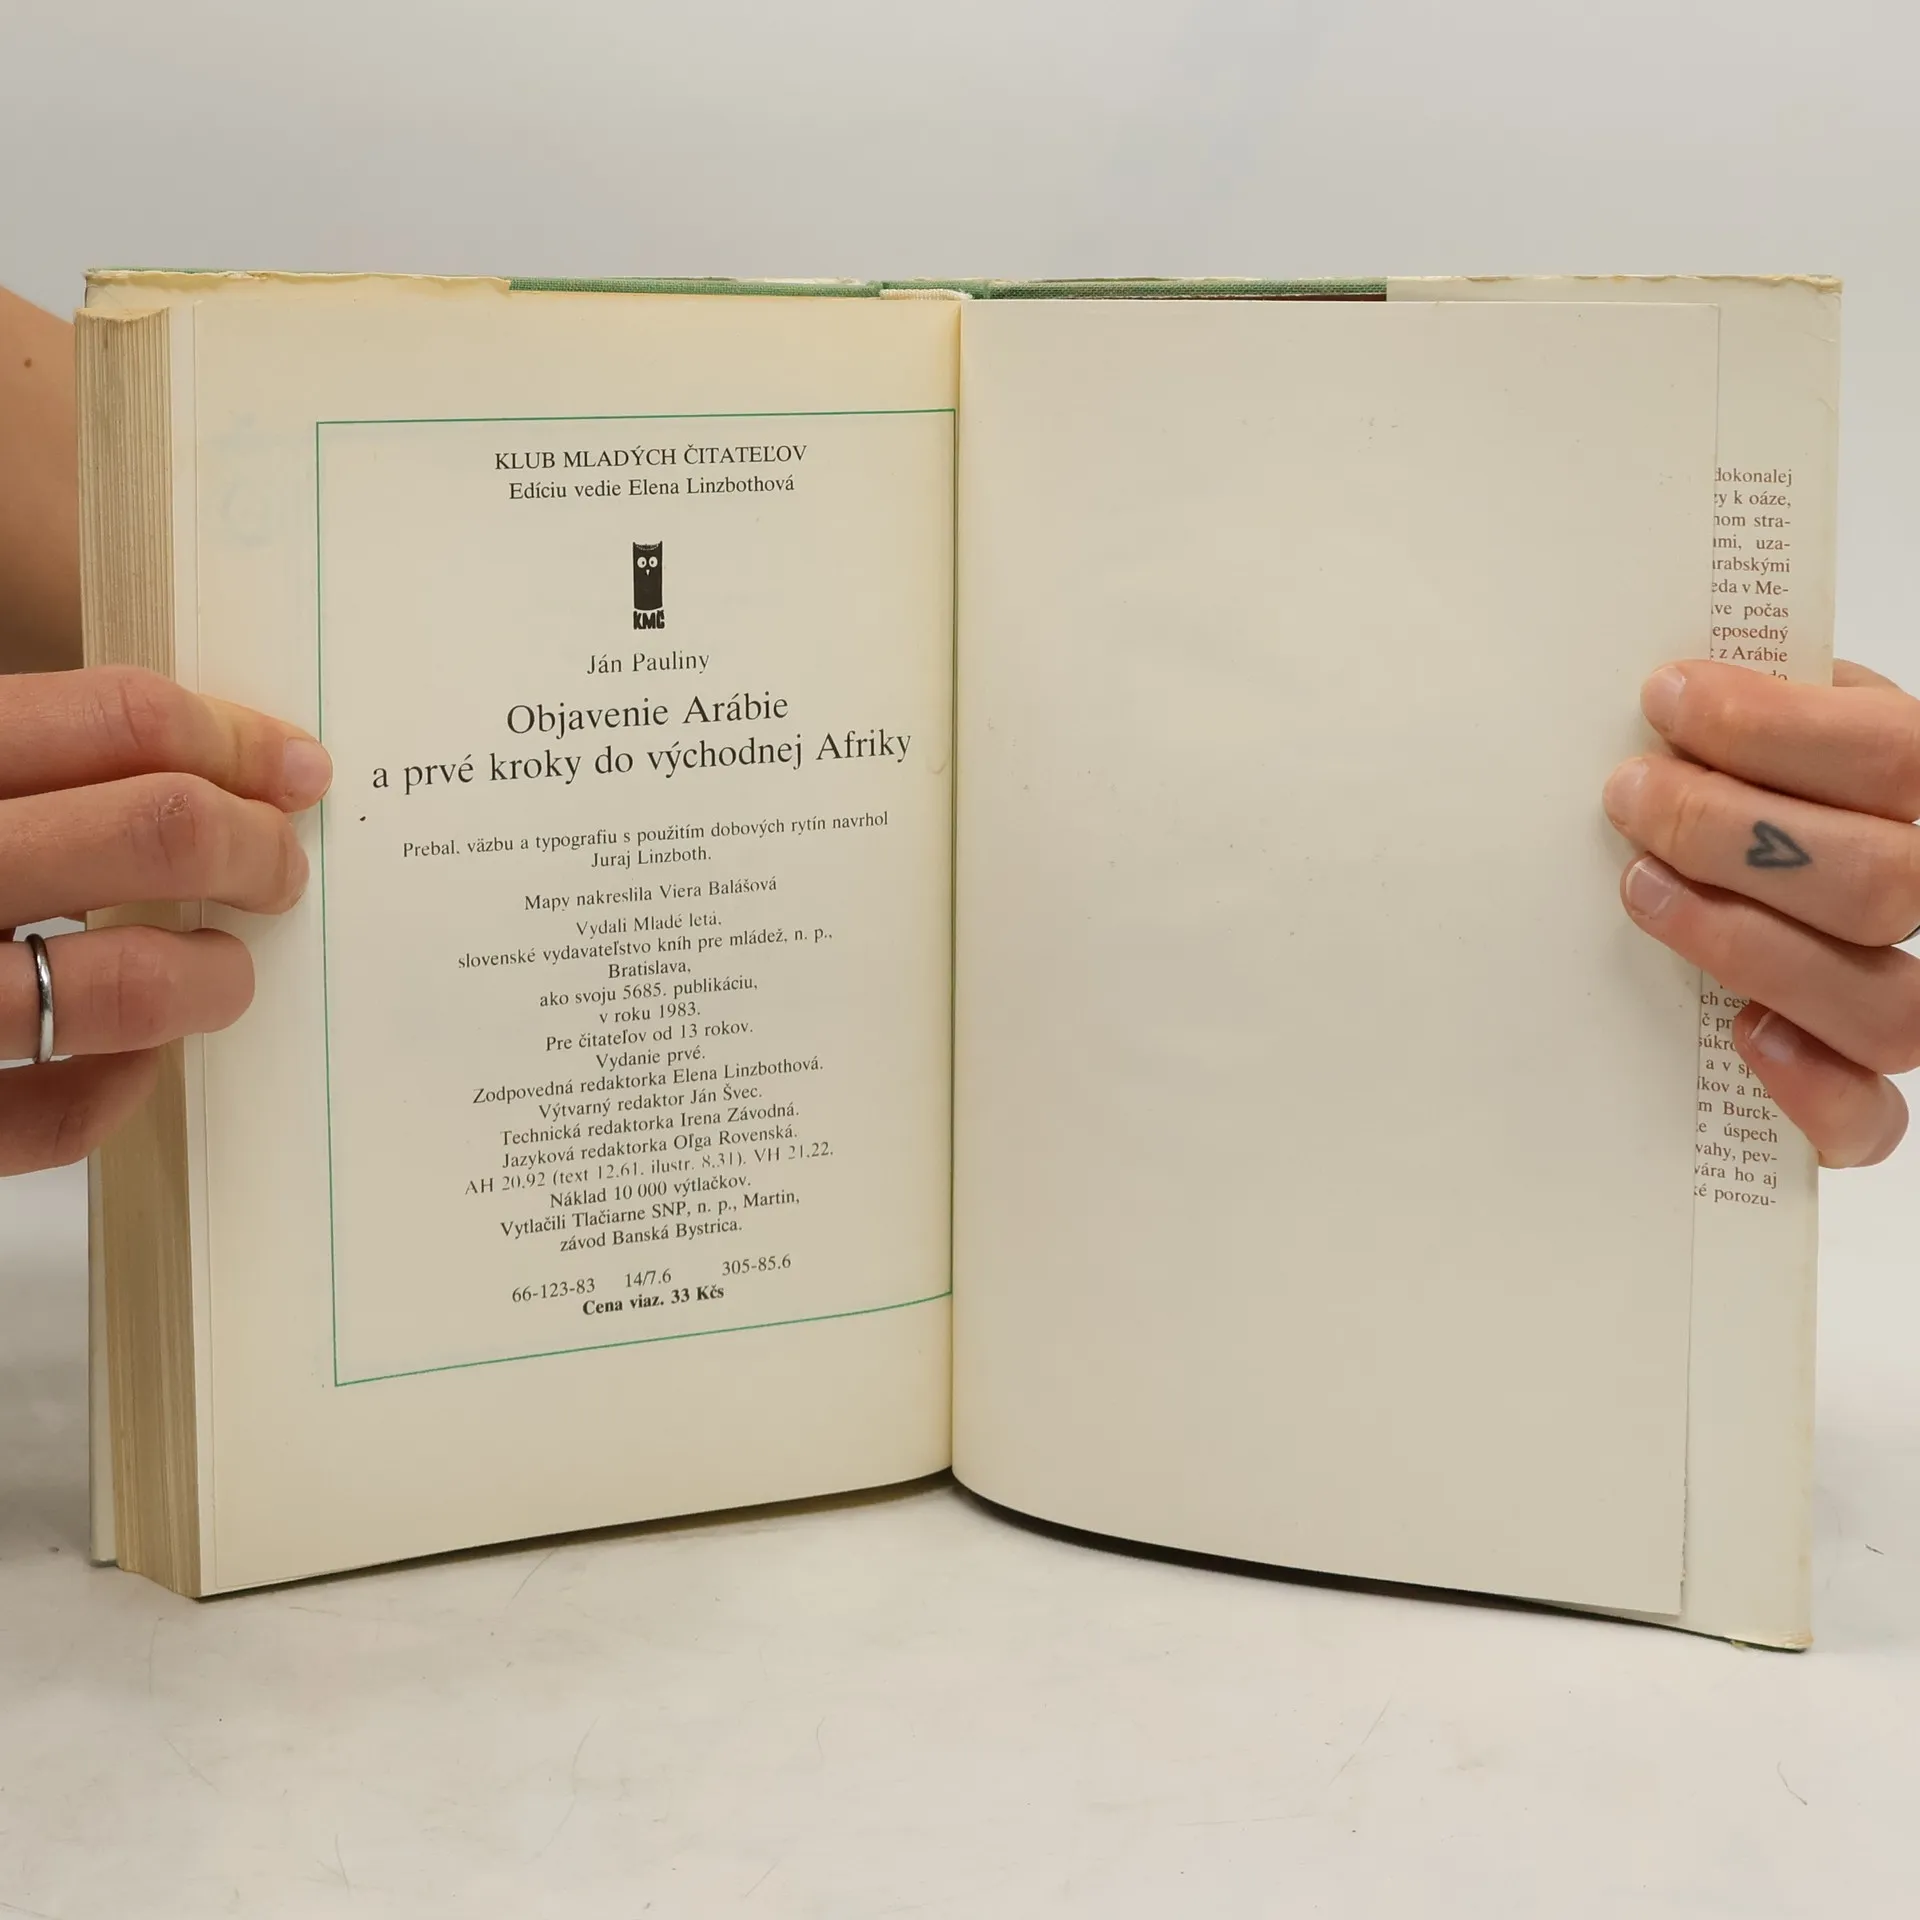 KLUB MLADÝCH ČITATEĽOV
Edíciu vedie Elena Linzbothová
KMČ
Ján Pauliny
Objavenie Arábie
a prvé kroky do východnej Afriky
Prebal. väzbu a typografiu s použitím dobových rytín navrhol
Juraj Linzboth.
Mapy nakreslila Viera Balášová
Vydali Mladé letá.
slovenské vydavateľstvo kníh pre mládež, n. p.,
Bratislava,
ako svoju 5685. publikáciu,
v roku 1983.
Pre čitateľov od 13 rokov.
Vydanie prvé.
Zodpovedná redaktorka Elena Linzbothová.
Výtvarný redaktor Ján Švec.
Technická redaktorka Irena Závodná.
Jazyková redaktorka Oľga Rovenská.
AH 20,92 (text 12,61, ilustr. 8,31). VH 21,22.
Náklad 10 000 výtlačkov.
Vytlačili Tlačiarne SNP, n. p., Martin,
závod Banská Bystrica.
66-123-83 14/7.6 305-85.6
Cena viaz. 33 Kčs
dokonalej
k oáze,
stra-
uza-
v Me-
počas
z Arábie
do
a v
a
Burck-
úspech
pev-
ho aj
porozu-